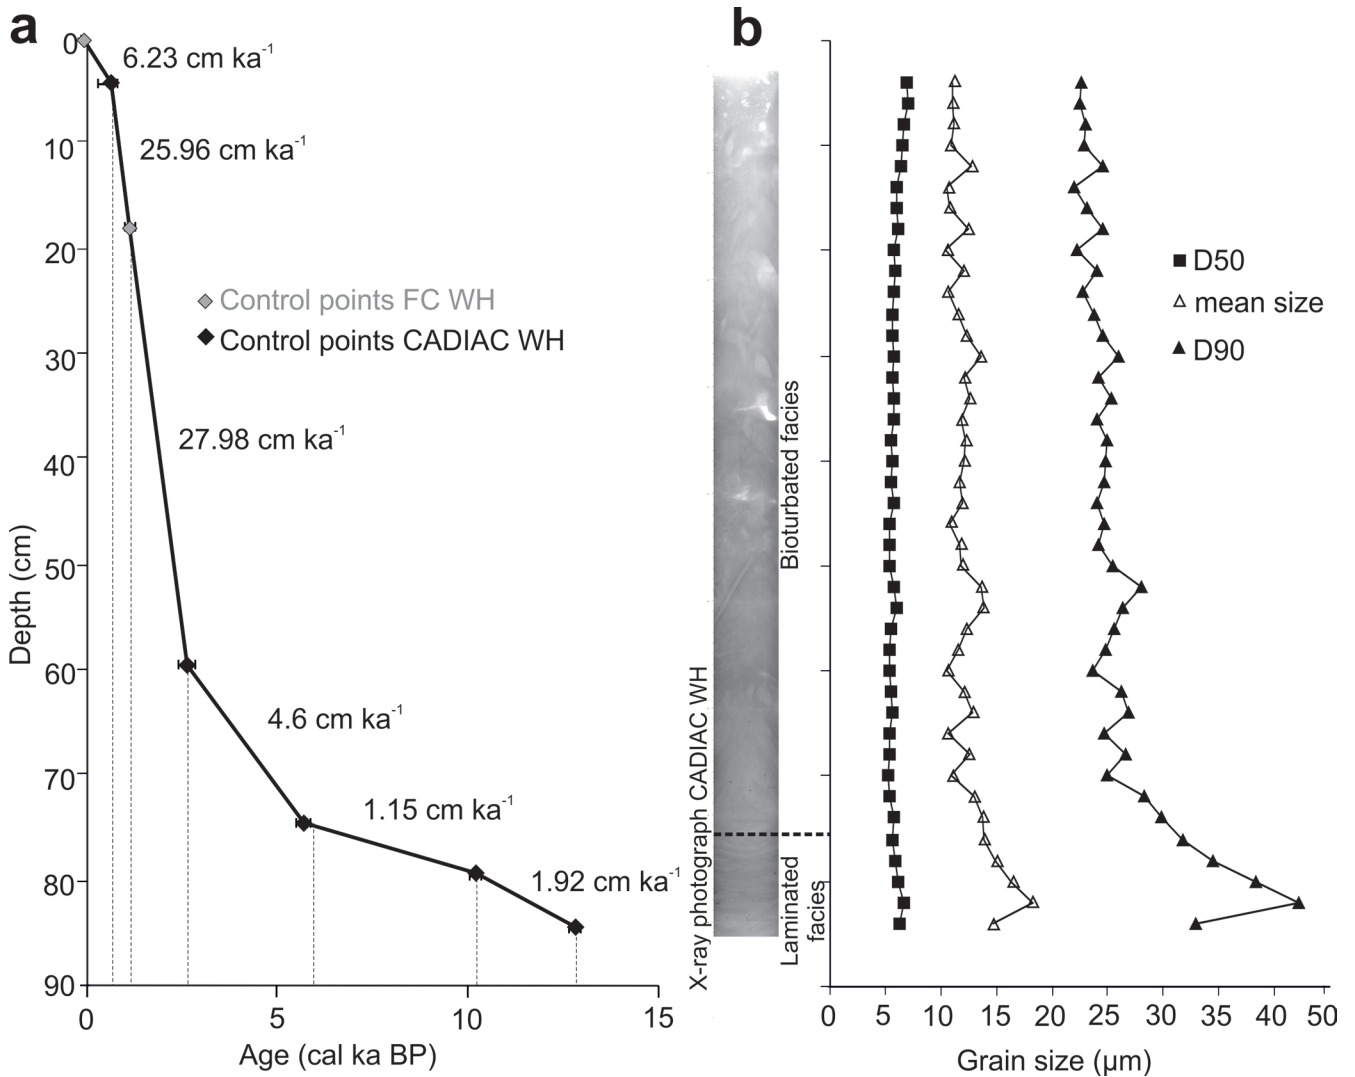 a
0
10
20
30
40
50
60
70
80
90
Depth (cm)
6.23 cm ka⁻¹
25.96 cm ka⁻¹
27.98 cm ka⁻¹
4.6 cm ka⁻¹
1.15 cm ka⁻¹
1.92 cm ka⁻¹
Control points FC WH
Control points CADIAC WH
0
5
10
15
Age (cal ka BP)
b
X-ray photograph CADIAC WH
Bioturbated facies
Laminated
facies
D50
mean size
D90
0
5
10
15
20
25
30
35
40
50
Grain size (µm)